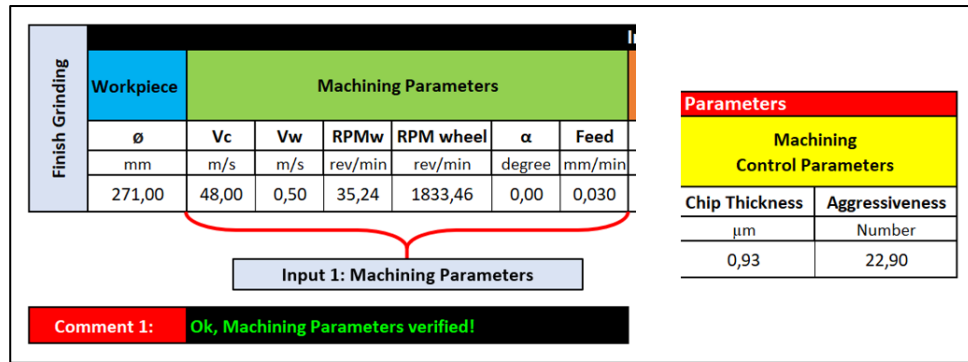 Finish Grinding
Workpiece
Machining Parameters
ø Vc Vw RPMw RPM wheel α Feed
mm m/s m/s rev/min rev/min degree mm/min
271,00 48,00 0,50 35,24 1833,46 0,00 0,030
Input 1: Machining Parameters
Comment 1: Ok, Machining Parameters verified!
Parameters
Machining
Control Parameters
Chip Thickness Aggressiveness
μm Number
0,93 22,90